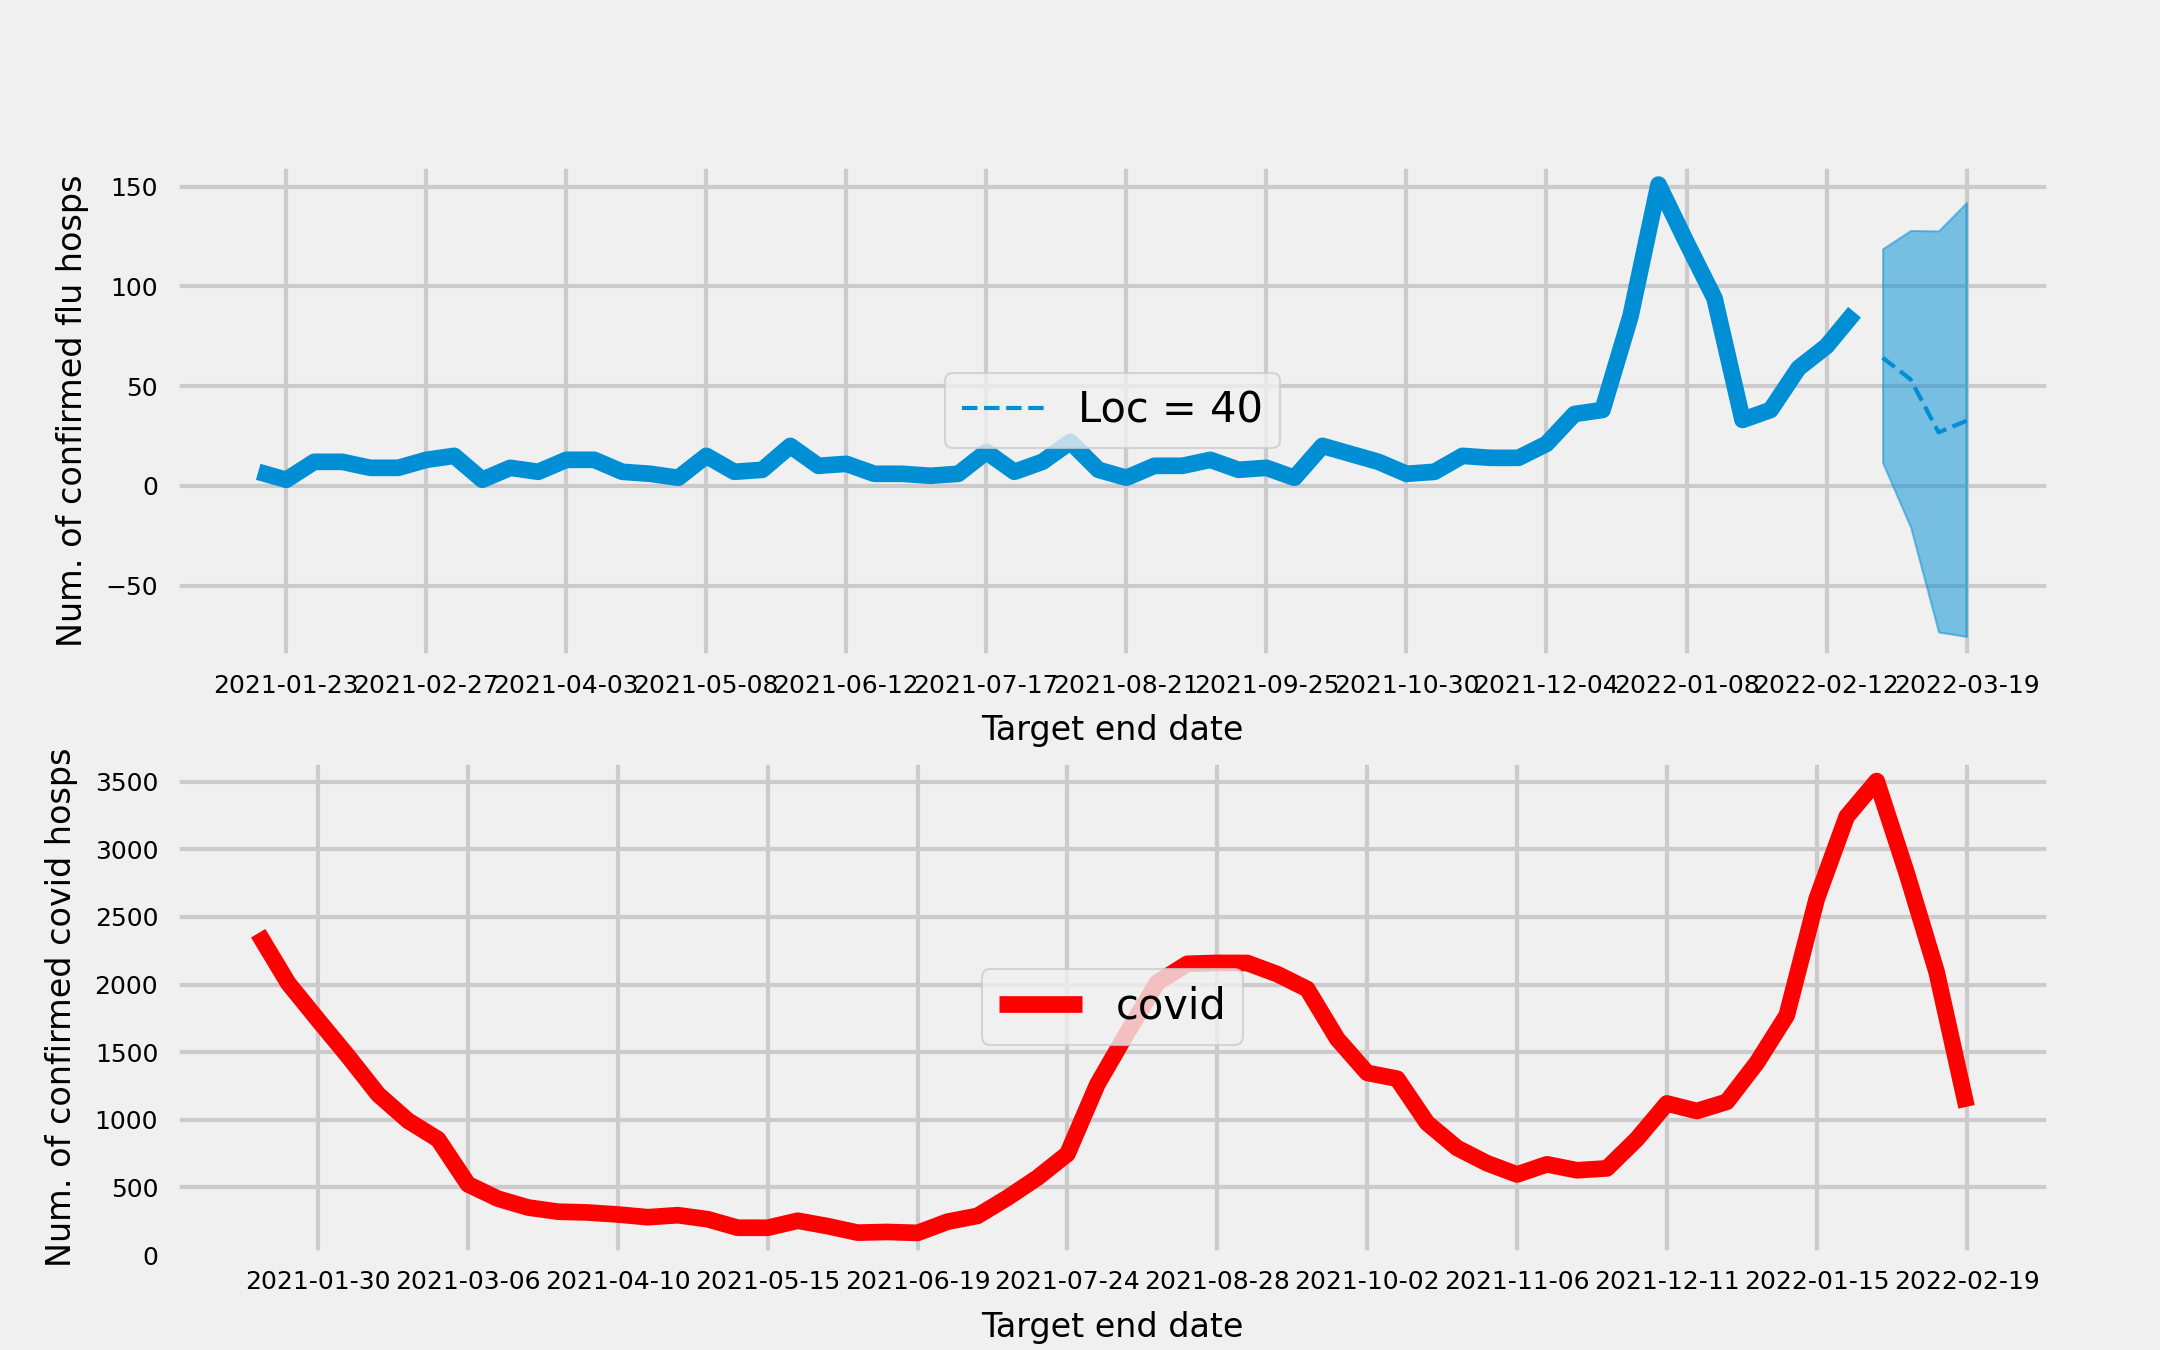 Num. of confirmed flu hosps
150
100
50
0
−50
Loc = 40
2021-01-23 2021-02-27 2021-04-03 2021-05-08 2021-06-12 2021-07-17 2021-08-21 2021-09-25 2021-10-30 2021-12-04 2022-01-08 2022-02-12 2022-03-19
Target end date
Num. of confirmed covid hosps
3500
3000
2500
2000
1500
1000
500
0
covid
2021-01-30 2021-03-06 2021-04-10 2021-05-15 2021-06-19 2021-07-24 2021-08-28 2021-10-02 2021-11-06 2021-12-11 2022-01-15 2022-02-19
Target end date